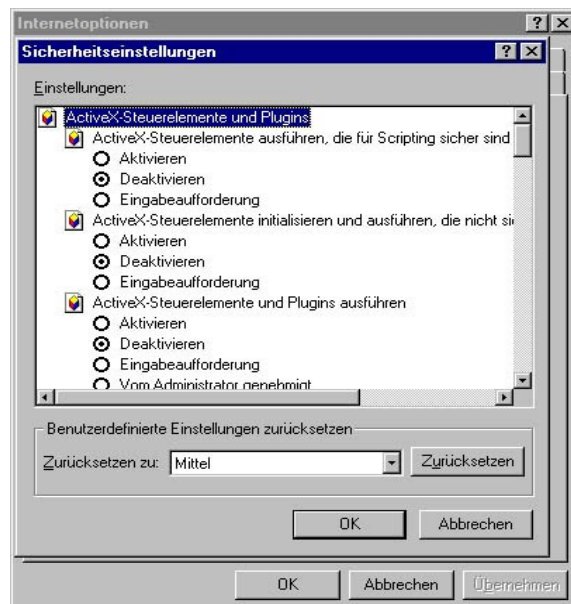 Internetoptionen
Sicherheitseinstellungen
Einstellungen:
ActiveX-Steuerelemente und Plugins
ActiveX-Steuerelemente ausführen, die für Scripting sicher sind
Aktivieren
Deaktivieren
Eingabeaufforderung
ActiveX-Steuerelemente initialisieren und ausführen, die nicht
Aktivieren
Deaktivieren
Eingabeaufforderung
ActiveX-Steuerelemente und Plugins ausführen
Aktivieren
Deaktivieren
Eingabeaufforderung
Vom Administrator genehmigt
Benutzerdefinierte Einstellungen zurücksetzen
Zurücksetzen zu: Mittel Zurücksetzen
OK Abbrechen
OK Abbrechen Übernehmen